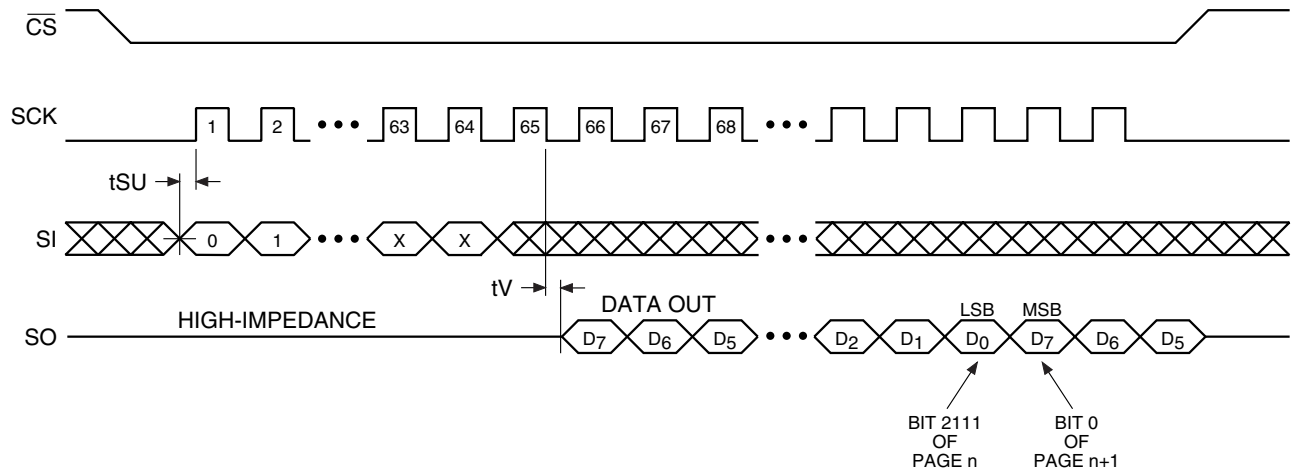 CS
SCK
1 2 ••• 63 64 65 66 67 68 •••
tSU
SI
0 1 ••• X X •••
tV
DATA OUT
HIGH-IMPEDANCE
LSB MSB
SO
D7 D6 D5 ••• D2 D1 D0 D7 D6 D5
BIT 2111
OF
PAGE n
BIT 0
OF
PAGE n+1